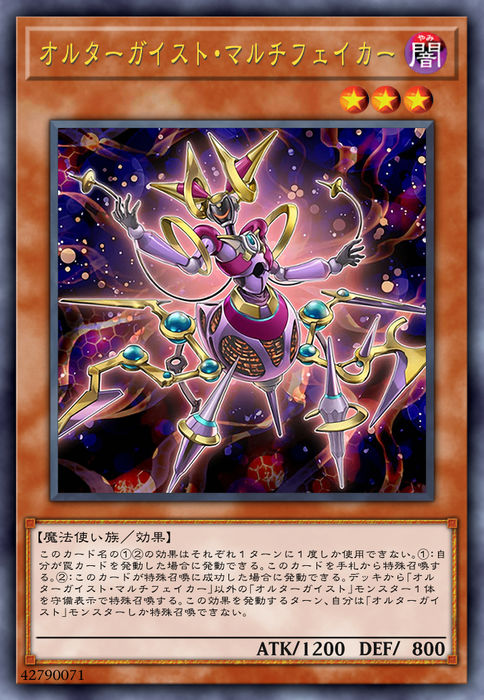 オルターガイスト・マルチフェイカー
やみ
闇
【魔法使い族／効果】
このカード名の①②の効果はそれぞれ１ターンに１度しか使用できない。①：自
分が罠カードを発動した場合に発動できる。このカードを手札から特殊召喚す
る。②：このカードが特殊召喚に成功した場合に発動できる。デッキから「オル
ターガイスト・マルチフェイカー」以外の「オルターガイスト」モンスター１体
を守備表示で特殊召喚する。この効果を発動するターン、自分は「オルターガイ
スト」モンスターしか特殊召喚できない。
ATK/1200 DEF/ 800
42790071